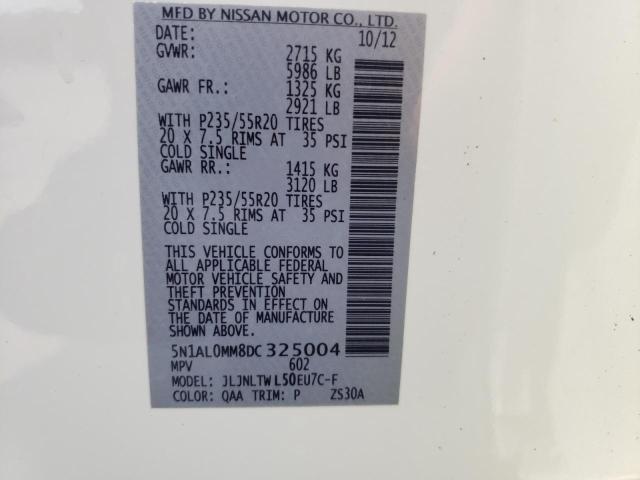 MFD BY NISSAN MOTOR CO., LTD.
DATE: 10/12
GVWR: 2715 KG
5986 LB
GAWR FR.: 1325 KG
2921 LB
WITH P235/55R20 TIRES
20 X 7.5 RIMS AT 35 PSI
COLD SINGLE
GAWR RR.: 1415 KG
3120 LB
WITH P235/55R20 TIRES
20 X 7.5 RIMS AT 35 PSI
COLD SINGLE
THIS VEHICLE CONFORMS TO
ALL APPLICABLE FEDERAL
MOTOR VEHICLE SAFETY AND
THEFT PREVENTION
STANDARDS IN EFFECT ON
THE DATE OF MANUFACTURE
SHOWN ABOVE.
5N1AL0MM8DC 325004
MPV 602
MODEL: JLJNLTW L50EU7C-F
COLOR: QAA TRIM: P ZS30A